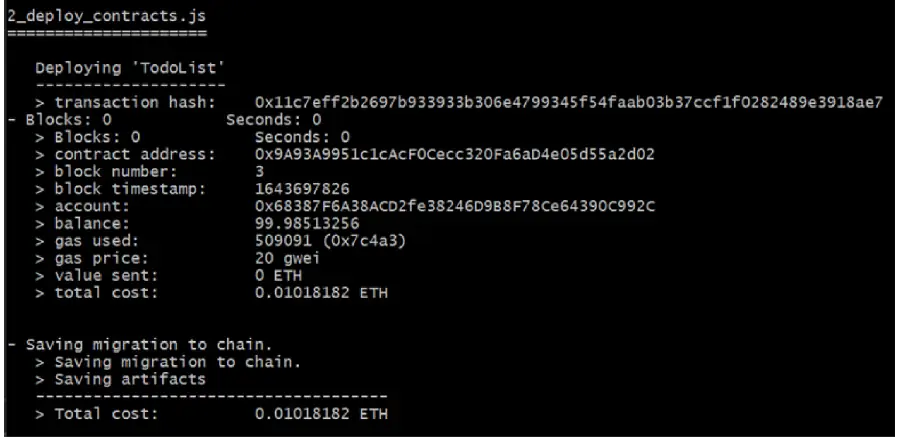 2_deploy_contracts.js
=====================
Deploying 'TodoList'
--------------------
> transaction hash: 0x11c7eff2b2697b933933b306e4799345f54faab03b37ccf1f0282489e3918ae7
- Blocks: 0 Seconds: 0
> Blocks: 0 Seconds: 0
> contract address: 0x9A93A9951c1cAcF0Cecc320Fa6aD4e05d55a2d02
> block number: 3
> block timestamp: 1643697826
> account: 0x68387F6A38ACD2fe38246D9B8F78Ce64390C992C
> balance: 99.98513256
> gas used: 509091 (0x7c4a3)
> gas price: 20 gwei
> value sent: 0 ETH
> total cost: 0.01018182 ETH
- Saving migration to chain.
> Saving migration to chain.
> Saving artifacts
-------------------------------------
> Total cost: 0.01018182 ETH